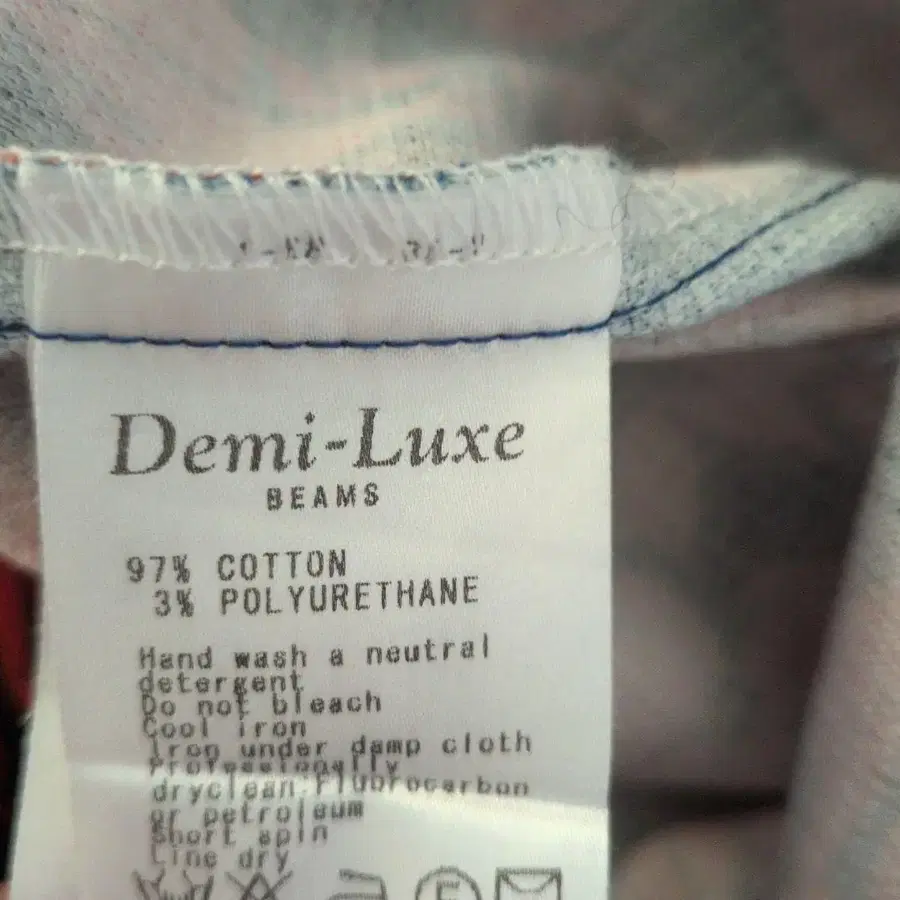 Demi-Luxe
BEAMS
97% COTTON
3% POLYURETHANE
Hand wash a neutral
detergent
Do not bleach
Cool iron
Iron under damp cloth
Professionally
dryclean:Fluorocarbon
or petroleum
Short spin
Line dry